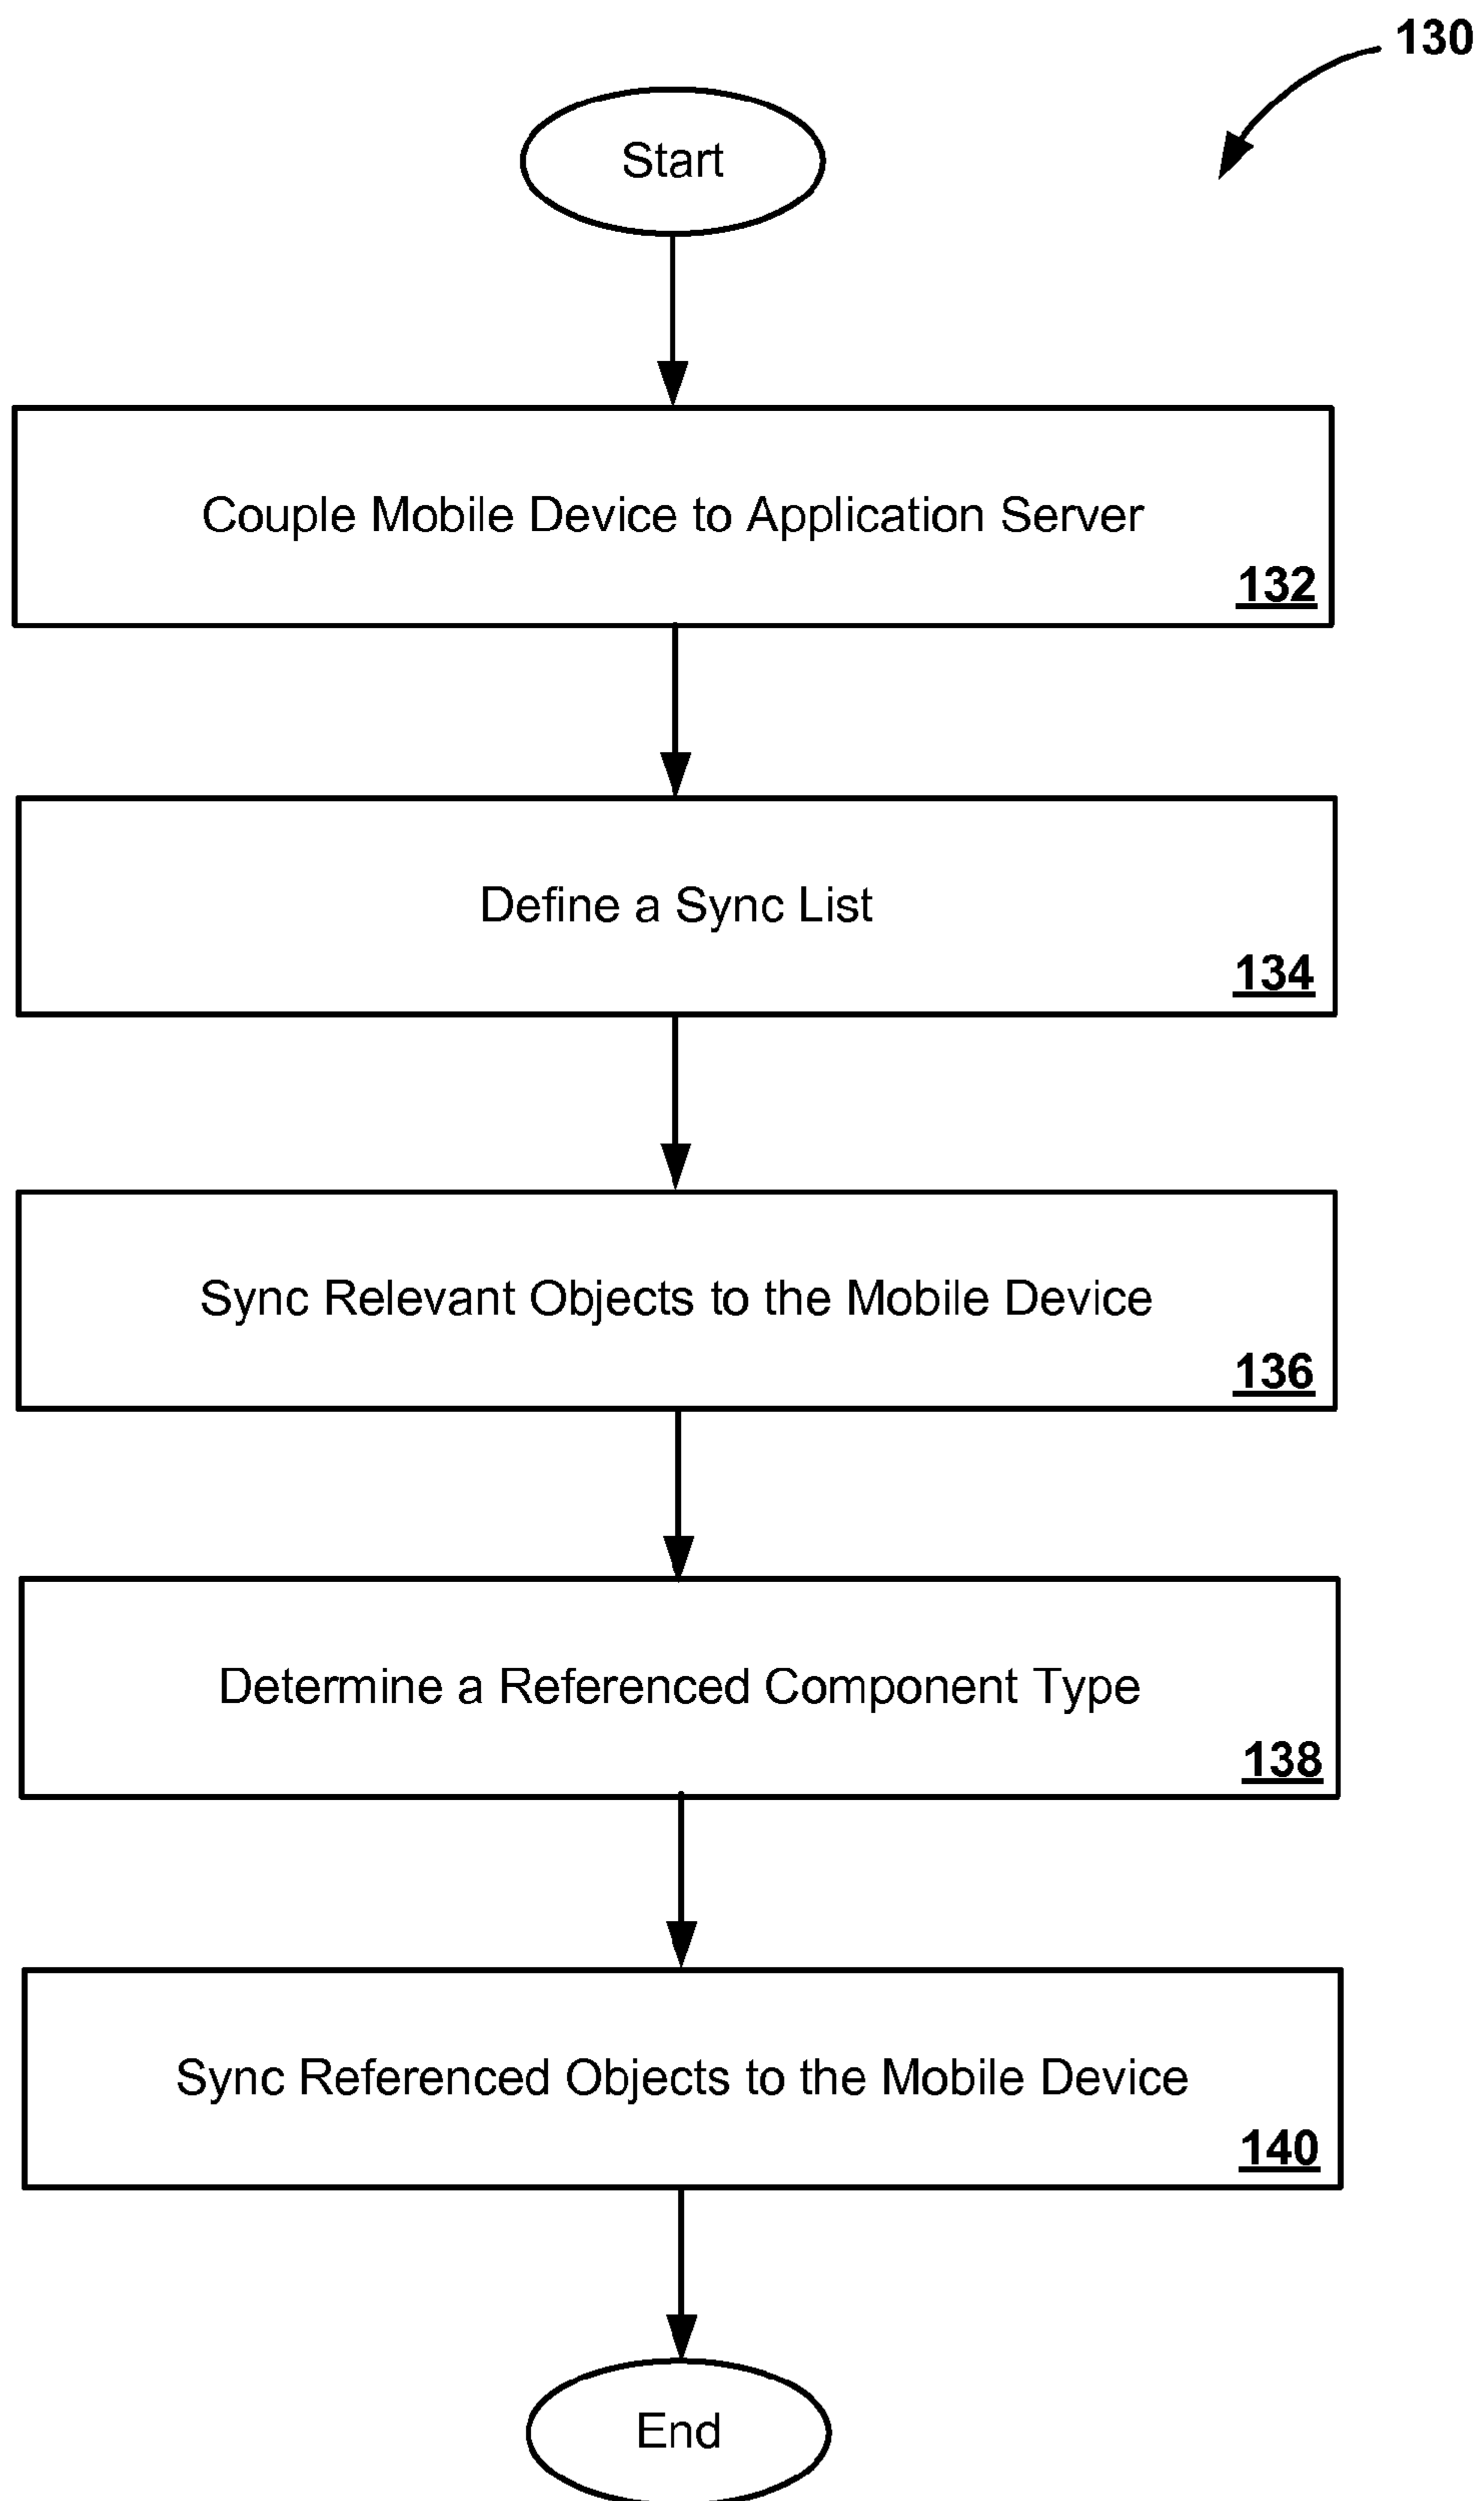 130
Start
Couple Mobile Device to Application Server
132
Define a Sync List
134
Sync Relevant Objects to the Mobile Device
136
Determine a Referenced Component Type
138
Sync Referenced Objects to the Mobile Device
140
End